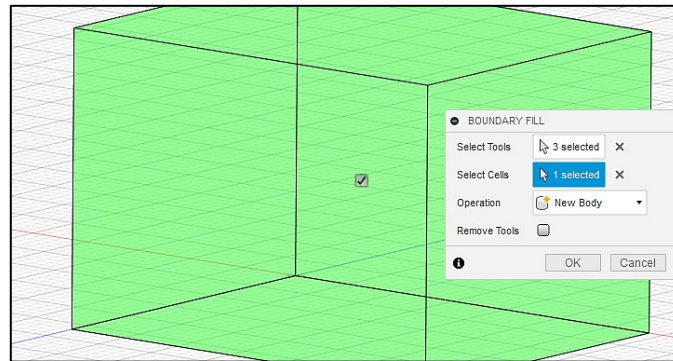 BOUNDARY FILL
Select Tools 3 selected
Select Cells 1 selected
Operation New Body
Remove Tools
OK Cancel